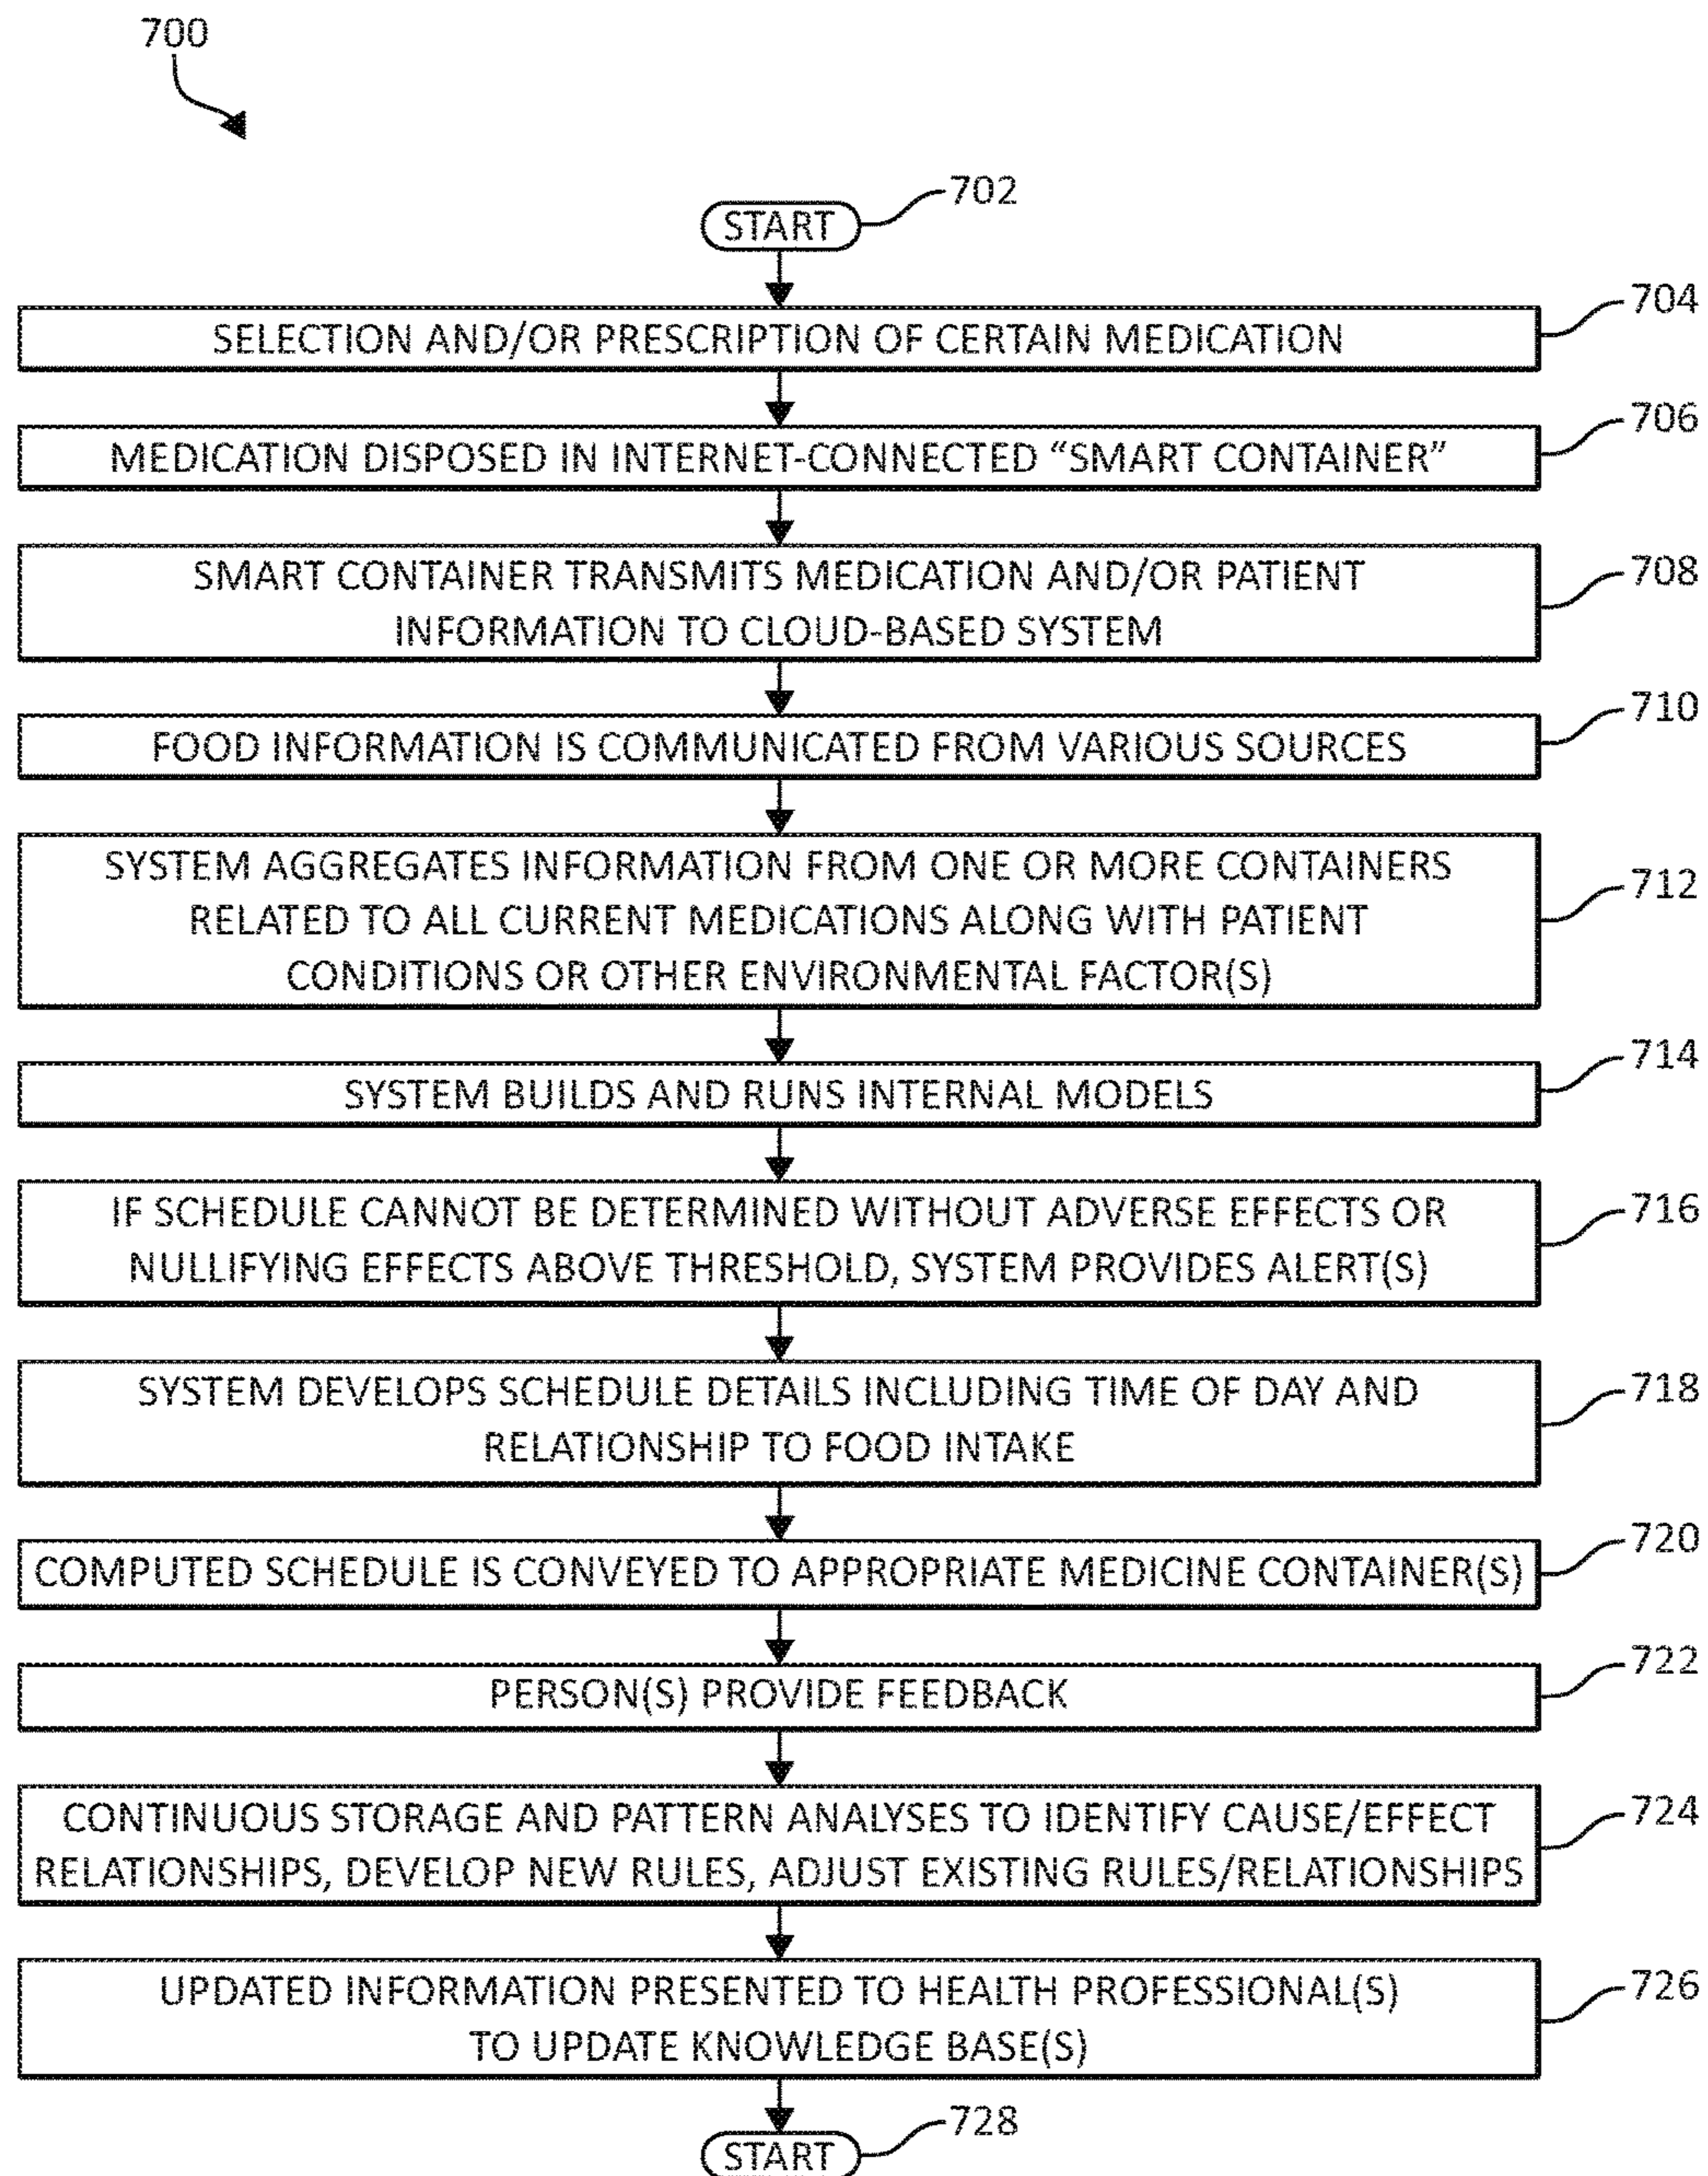 700
702
START
704
SELECTION AND/OR PRESCRIPTION OF CERTAIN MEDICATION
706
MEDICATION DISPOSED IN INTERNET-CONNECTED “SMART CONTAINER”
708
SMART CONTAINER TRANSMITS MEDICATION AND/OR PATIENT
INFORMATION TO CLOUD-BASED SYSTEM
710
FOOD INFORMATION IS COMMUNICATED FROM VARIOUS SOURCES
712
SYSTEM AGGREGATES INFORMATION FROM ONE OR MORE CONTAINERS
RELATED TO ALL CURRENT MEDICATIONS ALONG WITH PATIENT
CONDITIONS OR OTHER ENVIRONMENTAL FACTOR(S)
714
SYSTEM BUILDS AND RUNS INTERNAL MODELS
716
IF SCHEDULE CANNOT BE DETERMINED WITHOUT ADVERSE EFFECTS OR
NULLIFYING EFFECTS ABOVE THRESHOLD, SYSTEM PROVIDES ALERT(S)
718
SYSTEM DEVELOPS SCHEDULE DETAILS INCLUDING TIME OF DAY AND
RELATIONSHIP TO FOOD INTAKE
720
COMPUTED SCHEDULE IS CONVEYED TO APPROPRIATE MEDICINE CONTAINER(S)
722
PERSON(S) PROVIDE FEEDBACK
724
CONTINUOUS STORAGE AND PATTERN ANALYSES TO IDENTIFY CAUSE/EFFECT
RELATIONSHIPS, DEVELOP NEW RULES, ADJUST EXISTING RULES/RELATIONSHIPS
726
UPDATED INFORMATION PRESENTED TO HEALTH PROFESSIONAL(S)
TO UPDATE KNOWLEDGE BASE(S)
728
START